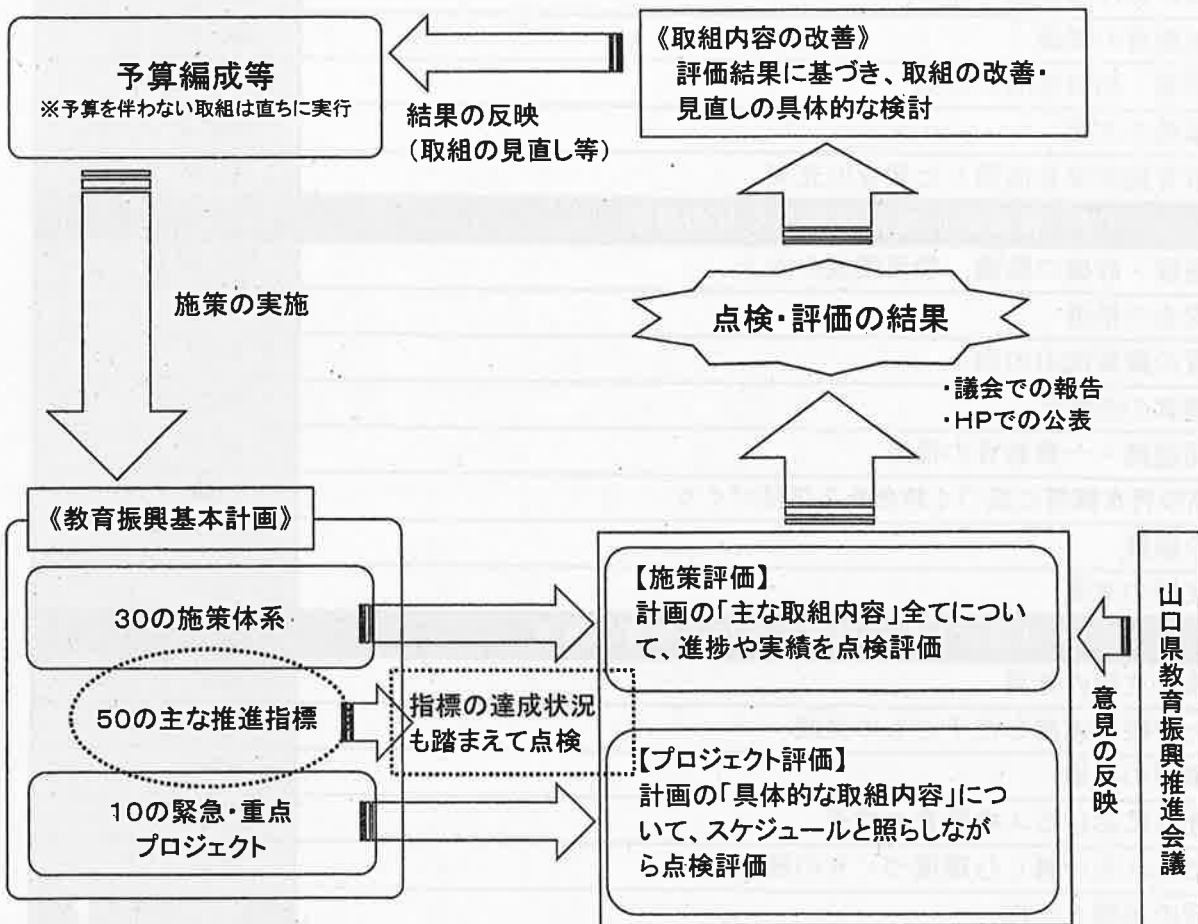 予算編成等
※予算を伴わない取組は直ちに実行
《取組内容の改善》
評価結果に基づき、取組の改善・
見直しの具体的な検討
結果の反映
(取組の見直し等)
施策の実施
点検・評価の結果
・議会での報告
・HPでの公表
《教育振興基本計画》
30の施策体系
50の主な推進指標
10の緊急・重点
プロジェクト
指標の達成状況
も踏まえて点検
【施策評価】
計画の「主な取組内容」全てについ
て、進捗や実績を点検評価
【プロジェクト評価】
計画の「具体的な取組内容」につ
いて、スケジュールと照らしなが
ら点検評価
意見の反映
山口県教育振興推進会議